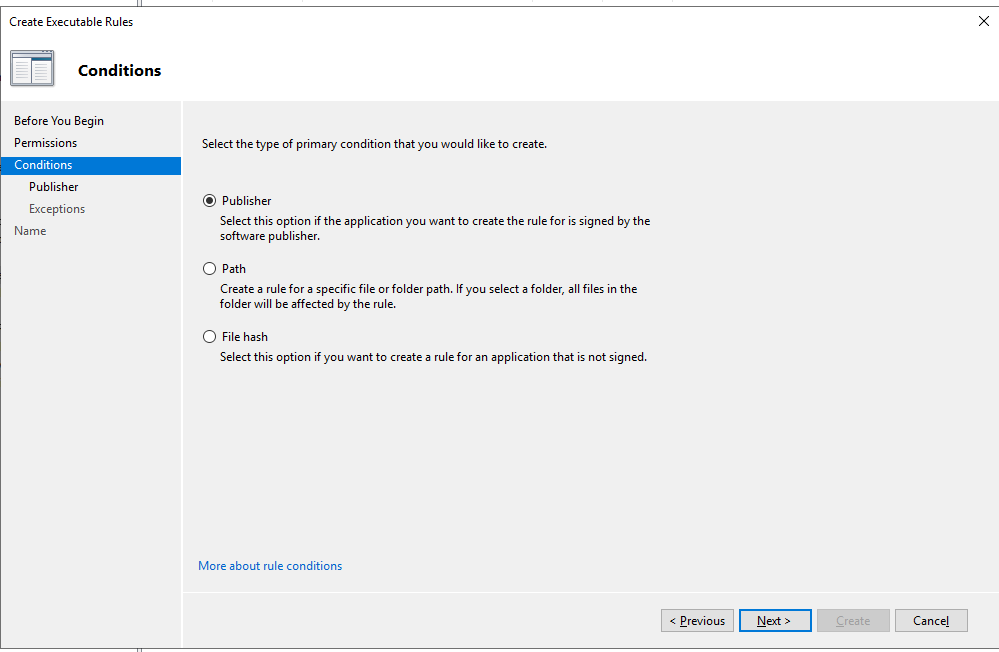 Create Executable Rules
Conditions
Before You Begin
Permissions
Conditions
Publisher
Exceptions
Name
Select the type of primary condition that you would like to create.
Publisher
Select this option if the application you want to create the rule for is signed by the
software publisher.
Path
Create a rule for a specific file or folder path. If you select a folder, all files in the
folder will be affected by the rule.
File hash
Select this option if you want to create a rule for an application that is not signed.
More about rule conditions
< Previous
Next >
Create
Cancel